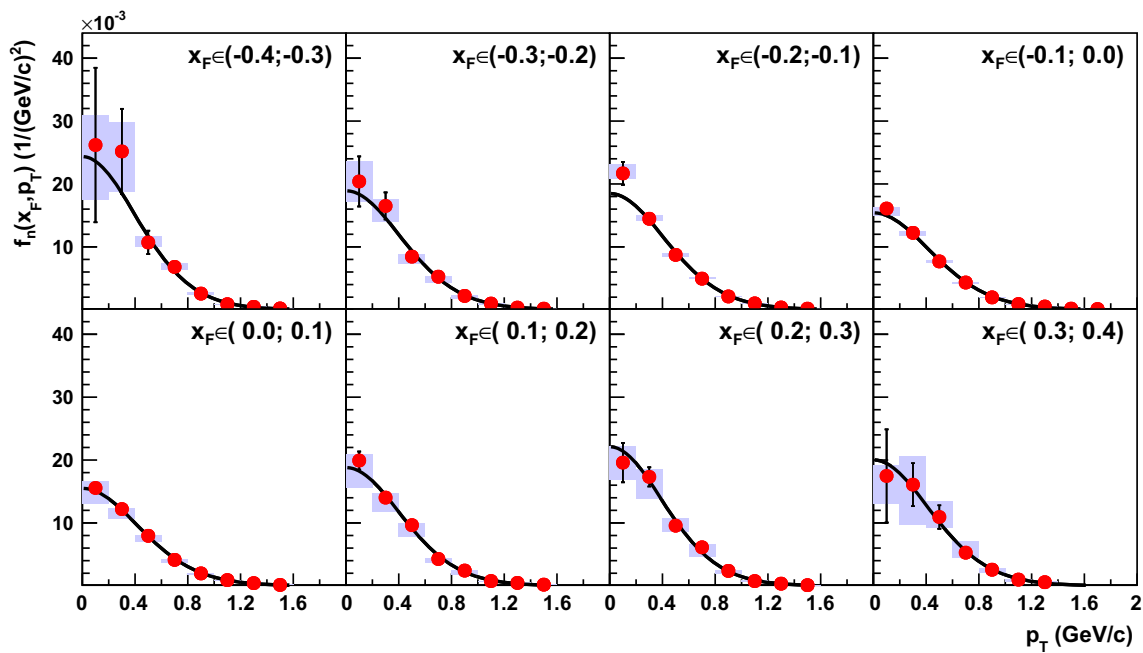 ×10⁻³
f_n(x_F,p_T) (1/(GeV/c)²)
40
30
20
10
x_F∈(-0.4;-0.3)
x_F∈(-0.3;-0.2)
x_F∈(-0.2;-0.1)
x_F∈(-0.1; 0.0)
40
30
20
10
x_F∈( 0.0; 0.1)
x_F∈( 0.1; 0.2)
x_F∈( 0.2; 0.3)
x_F∈( 0.3; 0.4)
0 0.4 0.8 1.2 1.6 0 0.4 0.8 1.2 1.6 0 0.4 0.8 1.2 1.6 0 0.4 0.8 1.2 1.6 2
p_T (GeV/c)